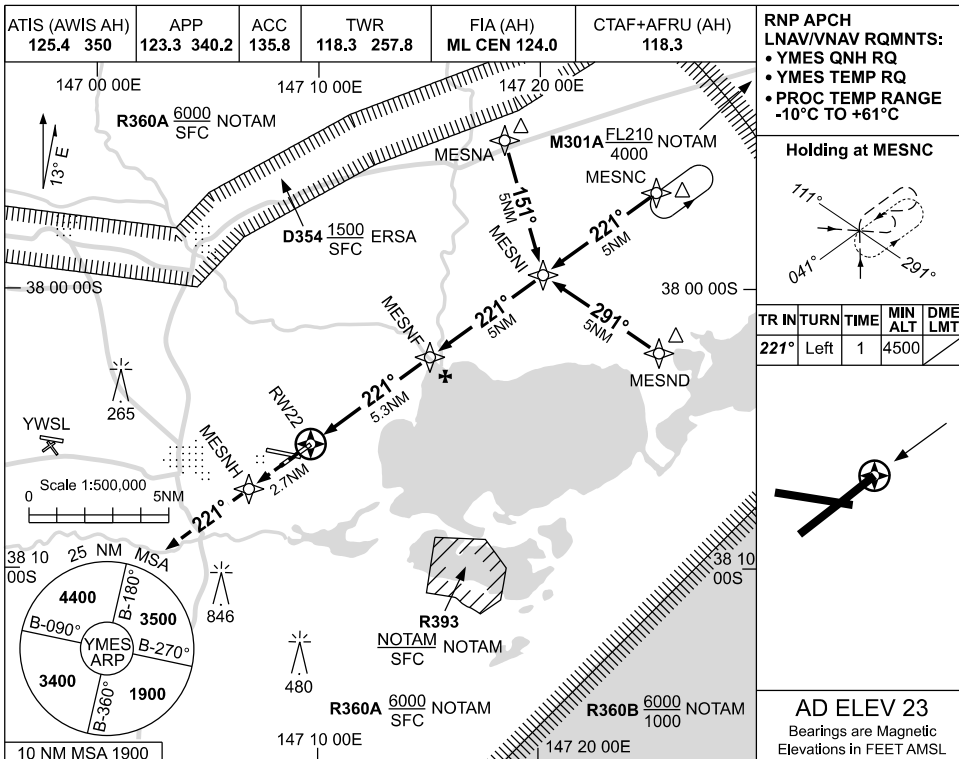 ATIS (AWIS AH)
125.4 350
APP
123.3 340.2
ACC
135.8
TWR
118.3 257.8
FIA (AH)
ML CEN 124.0
CTAF+AFRU (AH)
118.3
RNP APCH
LNAV/VNAV RQMNTS:
• YMES QNH RQ
• YMES TEMP RQ
• PROC TEMP RANGE
-10°C TO +61°C
147 00 00E
147 10 00E
147 20 00E
R360A 6000 NOTAM
SFC
13° E
MESNA
M301A FL210 NOTAM
4000
MESNC
151°
5NM
221°
5NM
D354 1500 ERSA
SFC
MESNI
38 00 00S
38 00 00S
221°
5NM
291°
5NM
MESNF
MESND
221°
5.3NM
265
RW22
YWSL
MESNH
2.7NM
Scale 1:500,000
0
5NM
221°
Holding at MESNC
111°
041°
291°
TR IN
TURN
TIME
MIN
ALT
DME
LMT
221°
Left
1
4500
38 10
00S
38 10
00S
25 NM MSA
4400
B-180°
3500
B-090°
YMES
ARP
B-270°
3400
B-360°
1900
10 NM MSA 1900
846
480
R393
NOTAM NOTAM
SFC
R360A 6000 NOTAM
SFC
R360B 6000 NOTAM
1000
147 10 00E
147 20 00E
AD ELEV 23
Bearings are Magnetic
Elevations in FEET AMSL